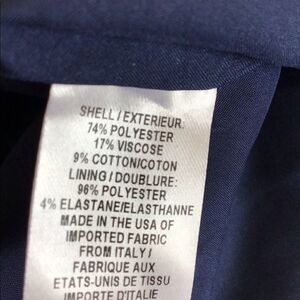 SHELL/EXTERIEUR:
74% POLYESTER
17% VISCOSE
9% COTTON/COTON
LINING/DOUBLURE:
96% POLYESTER
4% ELASTANE/ELASTHANNE
MADE IN THE USA OF
IMPORTED FABRIC
FROM ITALY/
FABRIQUE AUX
ETATS-UNIS DE TISSU
IMPORTE D'ITALIE